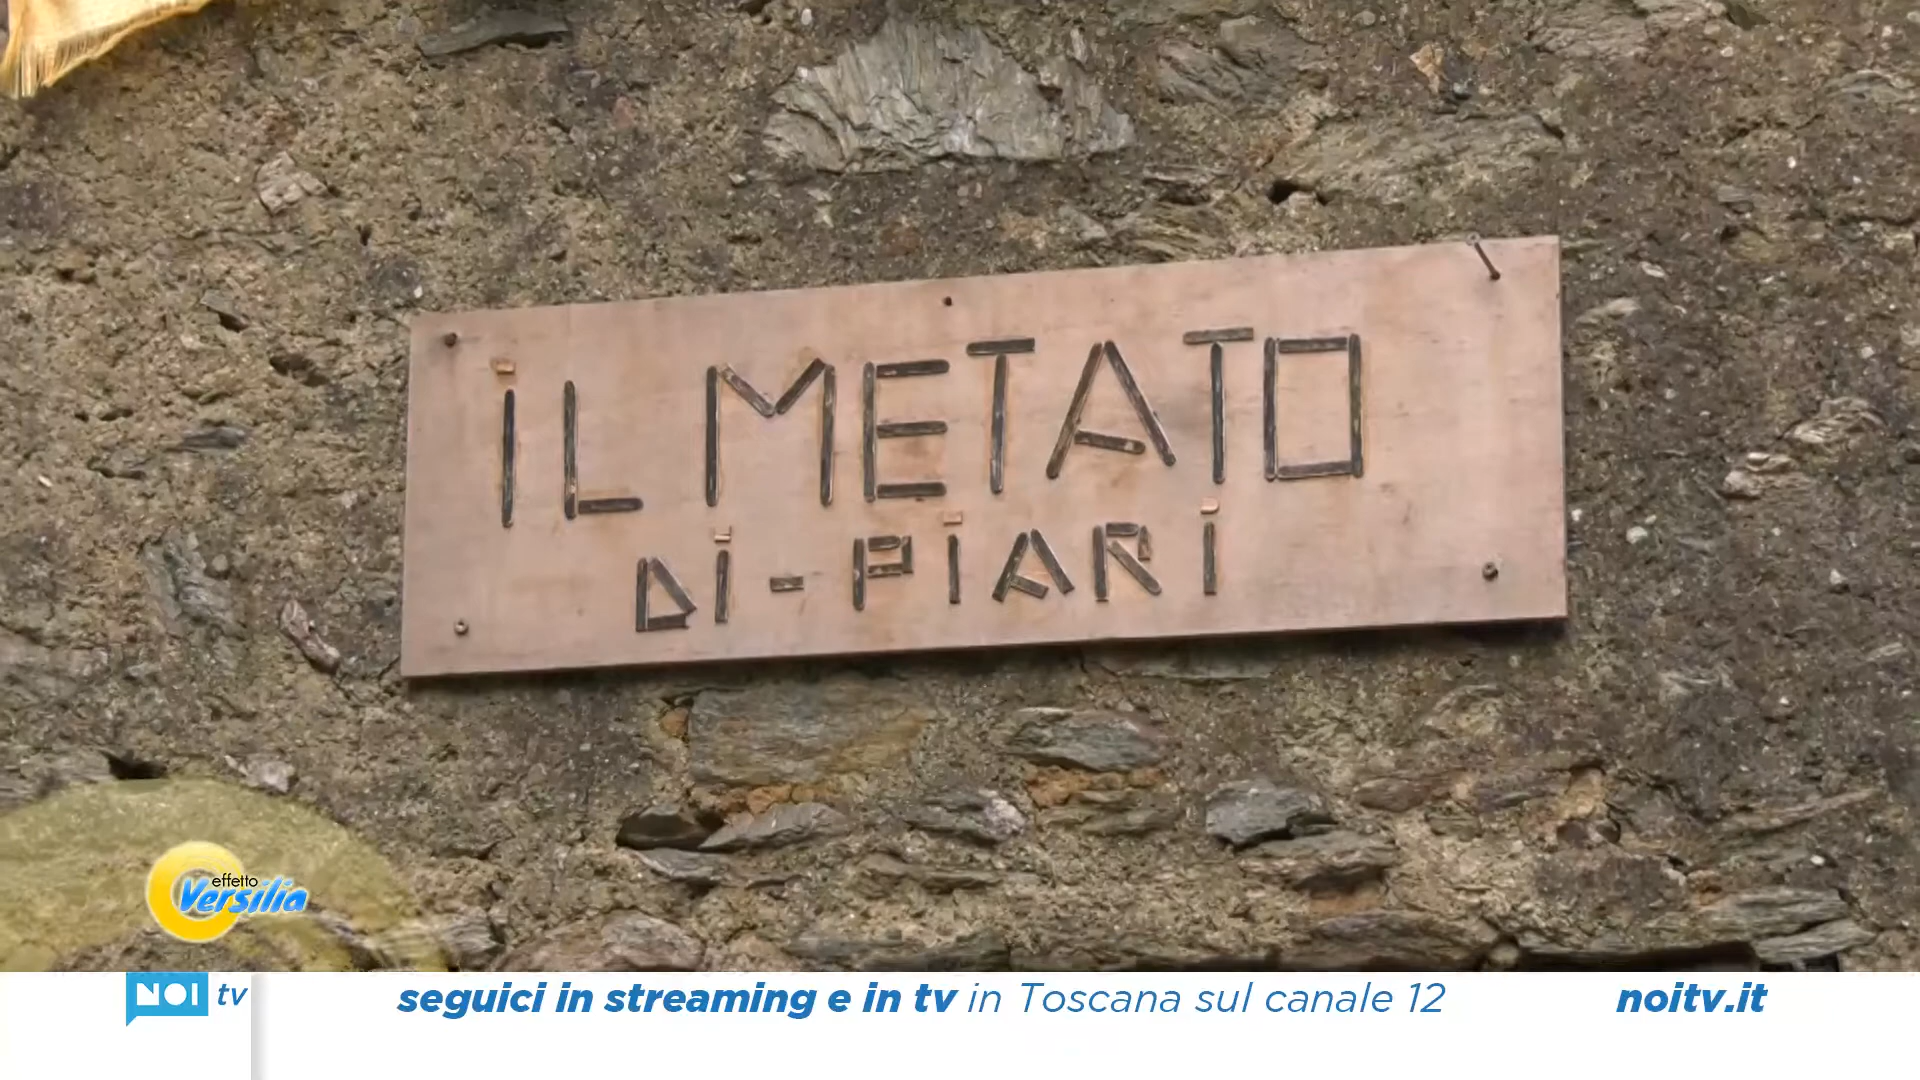 iL METATO
Di - PiARi
effetto
Versilia
NOI tv
seguici in streaming e in tv in Toscana sul canale 12
noitv.it